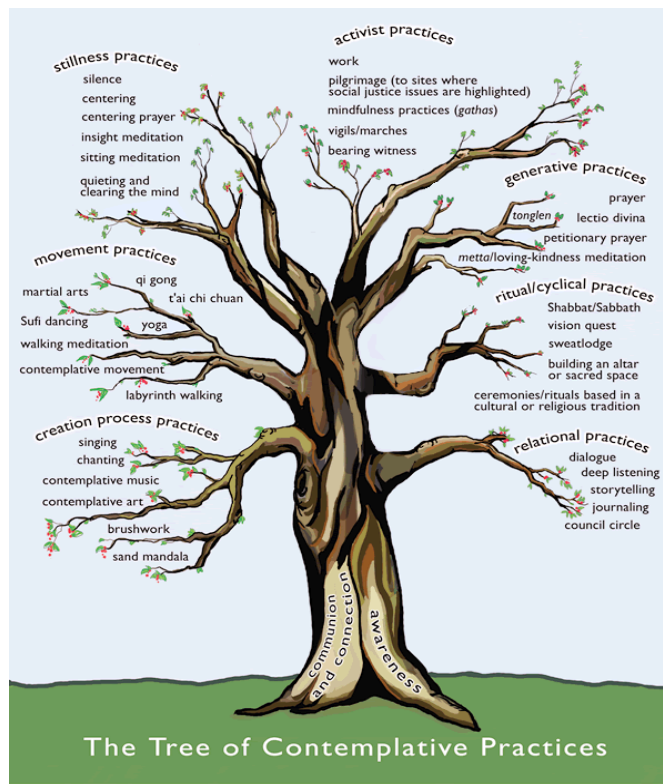 activist practices
work
pilgrimage (to sites where
social justice issues are highlighted)
mindfulness practices (gathas)
vigils/marches
bearing witness
stillness practices
silence
centering
centering prayer
insight meditation
sitting meditation
quieting and
clearing the mind
generative practices
prayer
tonglen
lectio divina
petitionary prayer
metta/loving-kindness meditation
movement practices
qi gong
martial arts
t'ai chi chuan
Sufi dancing
yoga
walking meditation
contemplative movement
labyrinth walking
ritual/cyclical practices
Shabbat/Sabbath
vision quest
sweatlodge
building an altar
or sacred space
ceremonies/rituals based in a
cultural or religious tradition
creation process practices
singing
chanting
contemplative music
contemplative art
brushwork
sand mandala
relational practices
dialogue
deep listening
storytelling
journaling
council circle
communion
and connection
awareness
The Tree of Contemplative Practices